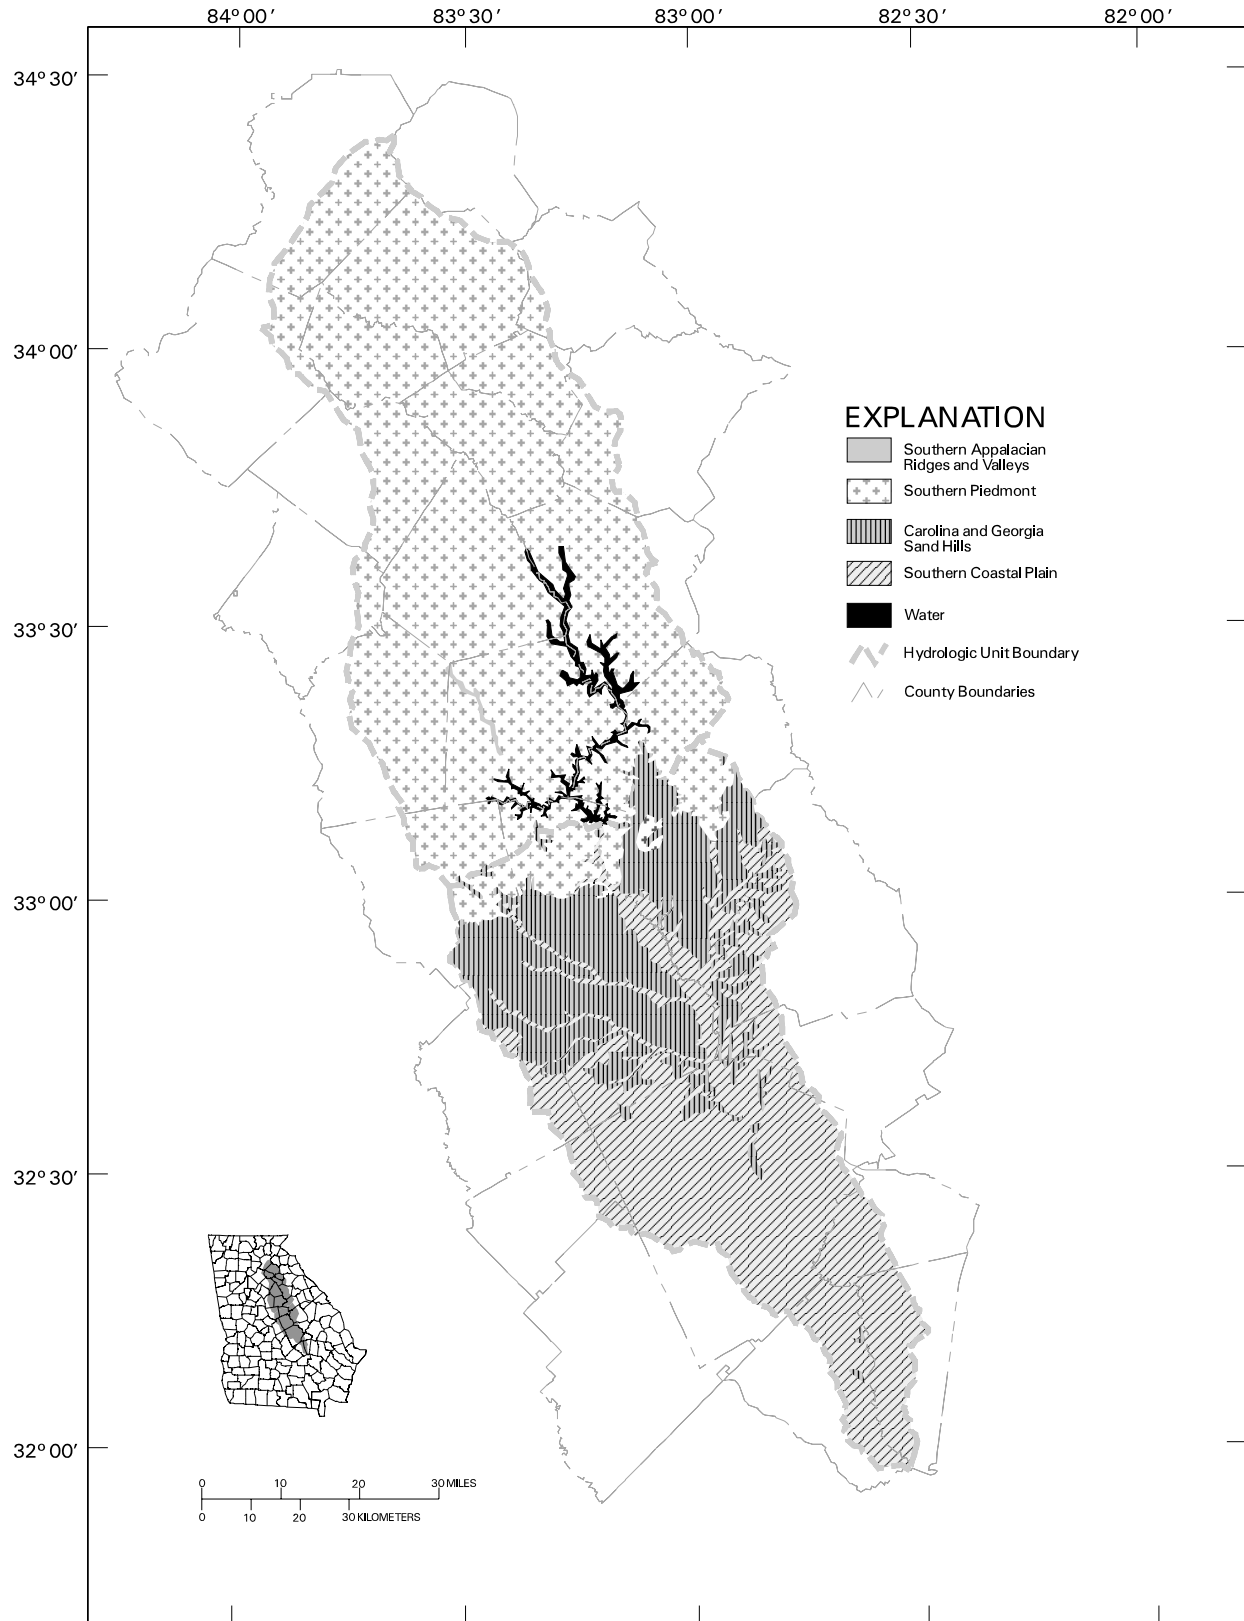 84° 00′ 83° 30′ 83° 00′ 82° 30′ 82° 00′
34° 30′
34° 00′
33° 30′
33° 00′
32° 30′
32° 00′
EXPLANATION
Southern Appalacian
Ridges and Valleys
Southern Piedmont
Carolina and Georgia
Sand Hills
Southern Coastal Plain
Water
Hydrologic Unit Boundary
County Boundaries
0 10 20 30 MILES
0 10 20 30 KILOMETERS